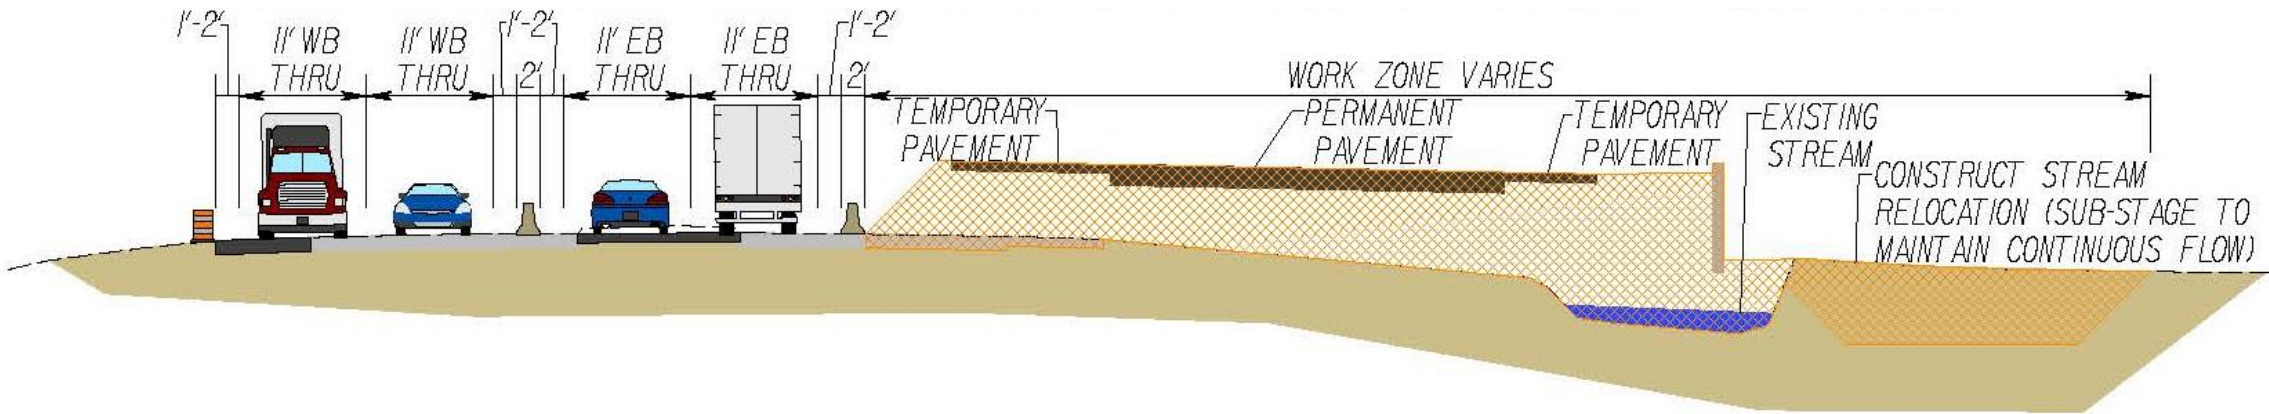 1'-2'
11' WB
THRU
11' WB
THRU
1'-2'
2'
11' EB
THRU
11' EB
THRU
1'-2'
2'
WORK ZONE VARIES
TEMPORARY
PAVEMENT
PERMANENT
PAVEMENT
TEMPORARY
PAVEMENT
EXISTING
STREAM
CONSTRUCT STREAM
RELOCATION (SUB-STAGE TO
MAINTAIN CONTINUOUS FLOW)